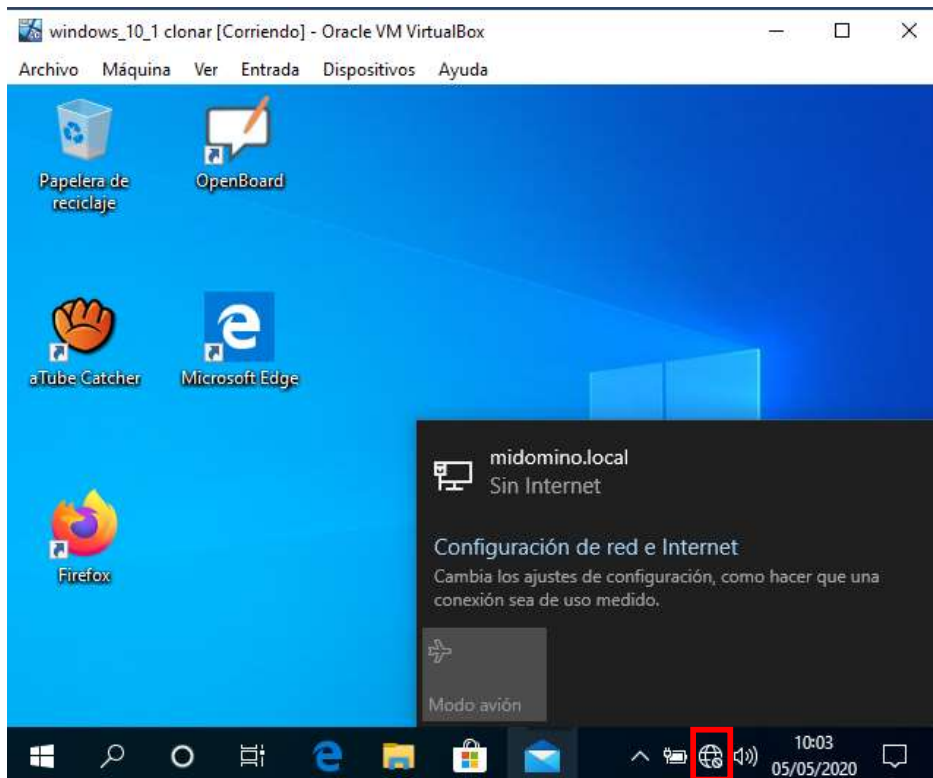 windows_10_1 clonar [Corriendo] - Oracle VM VirtualBox
Archivo Máquina Ver Entrada Dispositivos Ayuda
Papelera de
reciclaje
OpenBoard
aTube Catcher
Microsoft Edge
Firefox
midomino.local
Sin Internet
Configuración de red e Internet
Cambia los ajustes de configuración, como hacer que una
conexión sea de uso medido.
Modo avión
10:03
05/05/2020